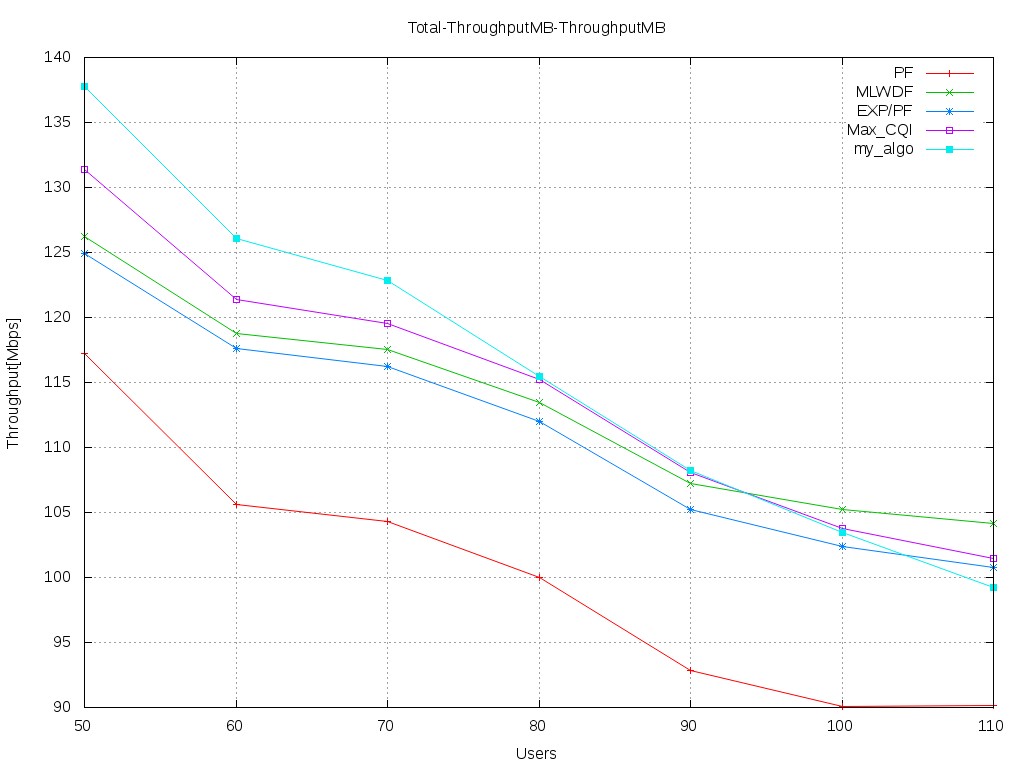 Total-ThroughputMB-ThroughputMB
140
135
130
125
120
115
110
105
100
95
90
50
60
70
80
90
100
110
Throughput[Mbps]
Users
PF
MLWDF
EXP/PF
Max_CQI
my_algo